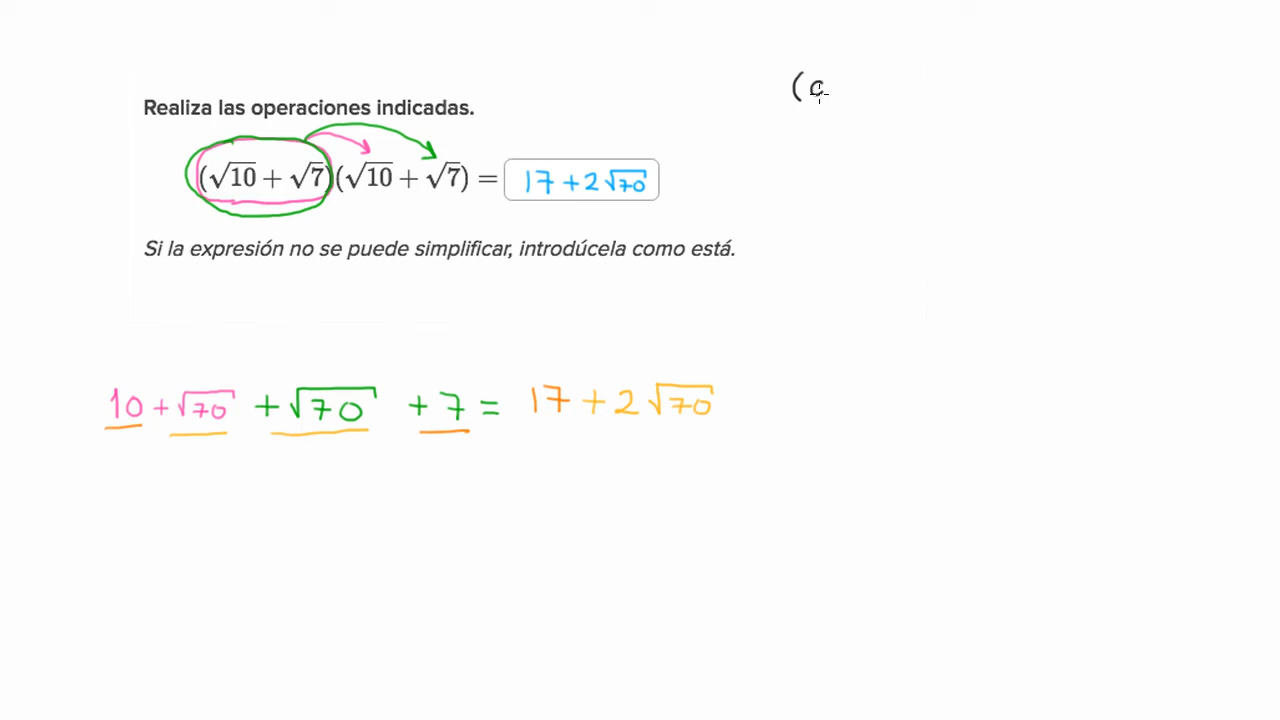 (a
Realiza las operaciones indicadas.
(√10 + √7)(√10 + √7) = 17 + 2√70
Si la expresión no se puede simplificar, introdúcela como está.
10 + √70 + √70 + 7 = 17 + 2√70